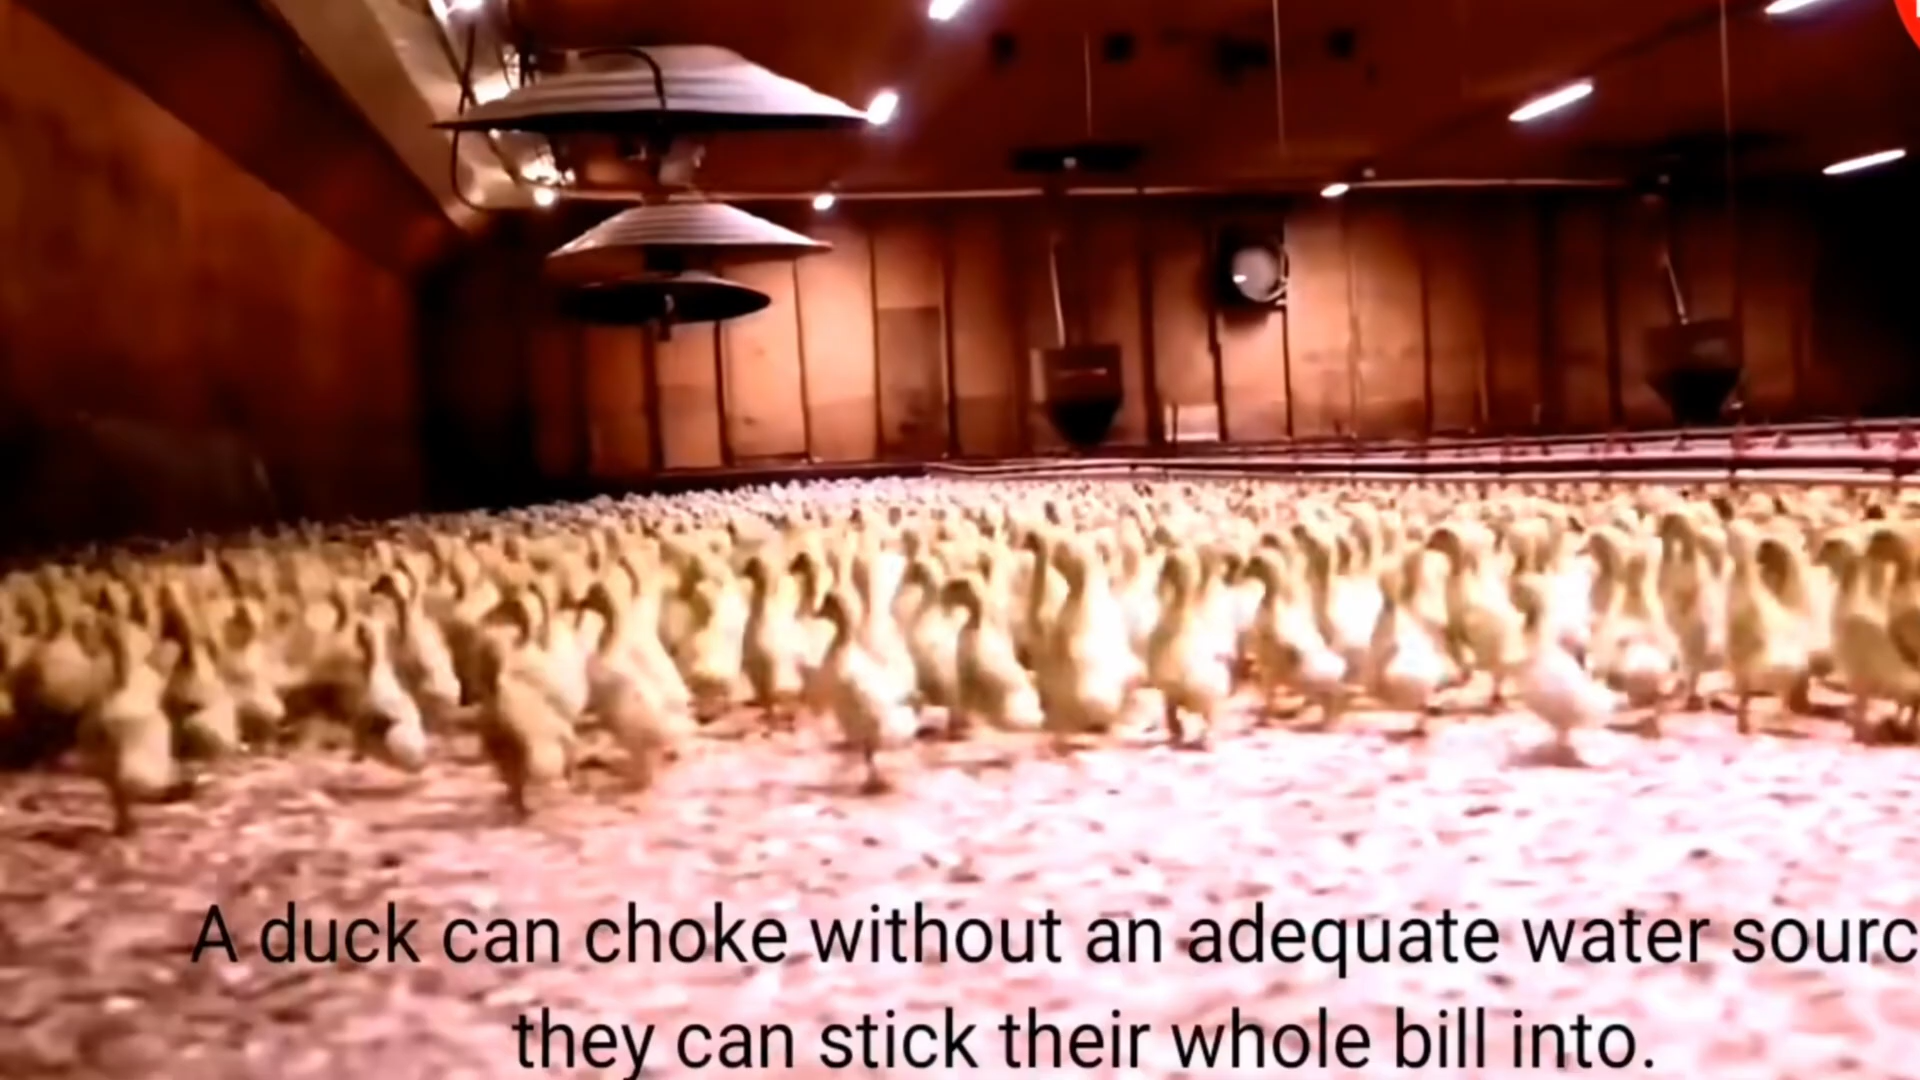 A duck can choke without an adequate water sourc
they can stick their whole bill into.